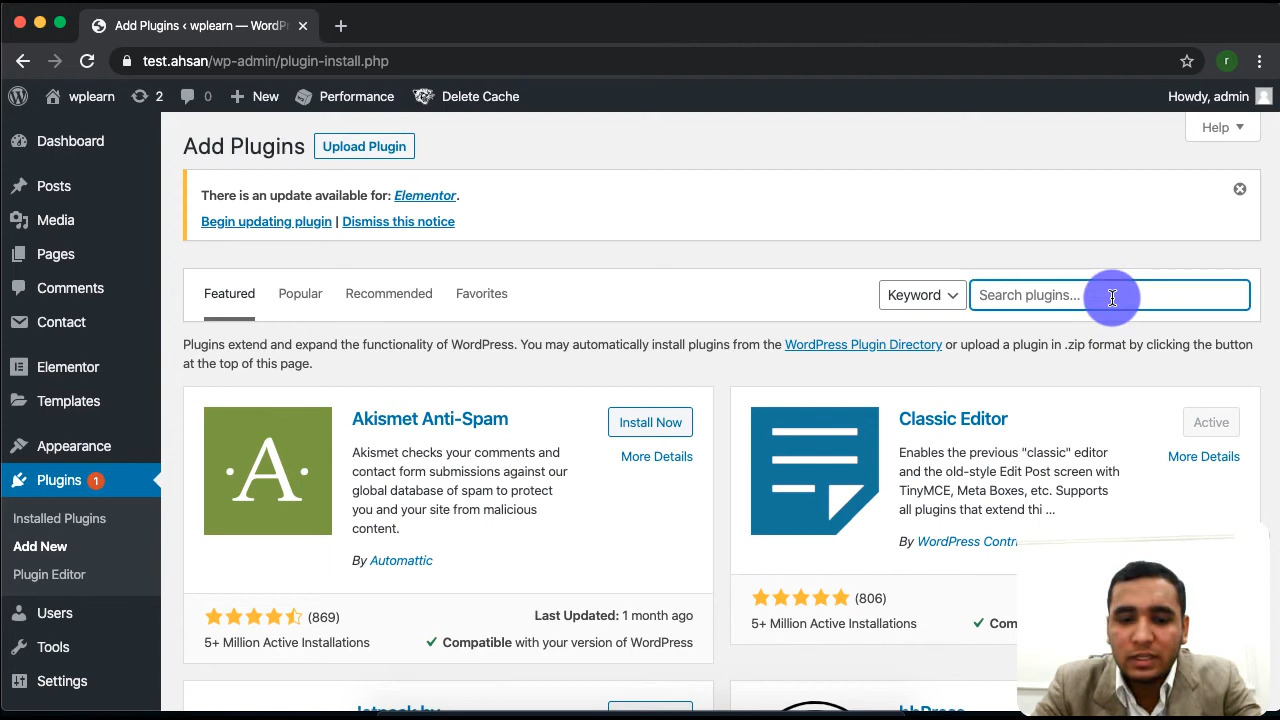 Add Plugins ‹ wplearn — WordPr
test.ahsan/wp-admin/plugin-install.php
r
wplearn
2
0
New
Performance
Delete Cache
Howdy, admin
Dashboard
Posts
Media
Pages
Comments
Contact
Elementor
Templates
Appearance
Plugins 1
Installed Plugins
Add New
Plugin Editor
Users
Tools
Settings
Help
Add Plugins
Upload Plugin
There is an update available for: Elementor.
Begin updating plugin | Dismiss this notice
Featured
Popular
Recommended
Favorites
Keyword
Search plugins...
Plugins extend and expand the functionality of WordPress. You may automatically install plugins from the WordPress Plugin Directory or upload a plugin in .zip format by clicking the button
at the top of this page.
A
Akismet Anti-Spam
Install Now
More Details
Akismet checks your comments and
contact form submissions against our
global database of spam to protect
you and your site from malicious
content.
By Automattic
(869)
5+ Million Active Installations
Last Updated: 1 month ago
Compatible with your version of WordPress
Classic Editor
Active
More Details
Enables the previous "classic" editor
and the old-style Edit Post screen with
TinyMCE, Meta Boxes, etc. Supports
all plugins that extend thi ...
By WordPress Contri
(806)
5+ Million Active Installations
Com
Jetpack by
bbPress